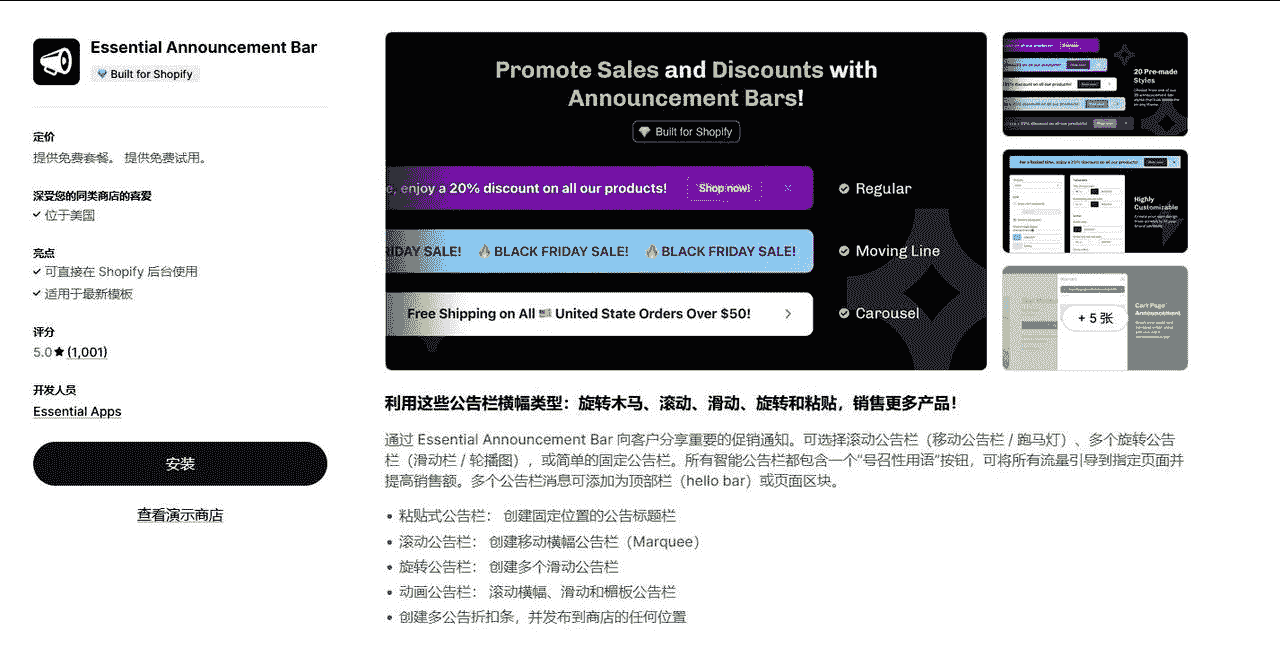 Essential Announcement Bar
Built for Shopify
定价
提供免费套餐。 提供免费试用。
深受您的同类商店的喜爱
位于美国
亮点
可直接在 Shopify 后台使用
适用于最新模板
评分
5.0★ (1,001)
开发人员
Essential Apps
安装
查看演示商店
Promote Sales and Discounts with
Announcement Bars!
Built for Shopify
e, enjoy a 20% discount on all our products! Shop now!
Regular
SALE! 🔥 BLACK FRIDAY SALE! 🔥 BLACK FRIDAY SALE!
Moving Line
Free Shipping on All 🇺🇸 United State Orders Over $50!
Carousel
20 Pre-made
Styles
Highly
Customizable
Cart Page
Announcement
+ 5 张
利用这些公告栏横幅类型：旋转木马、滚动、滑动、旋转和粘贴，销售更多产品！
通过 Essential Announcement Bar 向客户分享重要的促销通知。可选择滚动公告栏（移动公告栏 / 跑马灯）、多个旋转公告
栏（滑动栏 / 轮播图），或简单的固定公告栏。所有智能公告栏都包含一个“号召性用语”按钮，可将所有流量引导到指定页面并
提高销售额。多个公告栏消息可添加为顶部栏（hello bar）或页面区块。
• 粘贴式公告栏： 创建固定位置的公告标题栏
• 滚动公告栏： 创建移动横幅公告栏（Marquee）
• 旋转公告栏： 创建多个滑动公告栏
• 动画公告栏： 滚动横幅、滑动和楣板公告栏
• 创建多公告折扣条，并发布到商店的任何位置